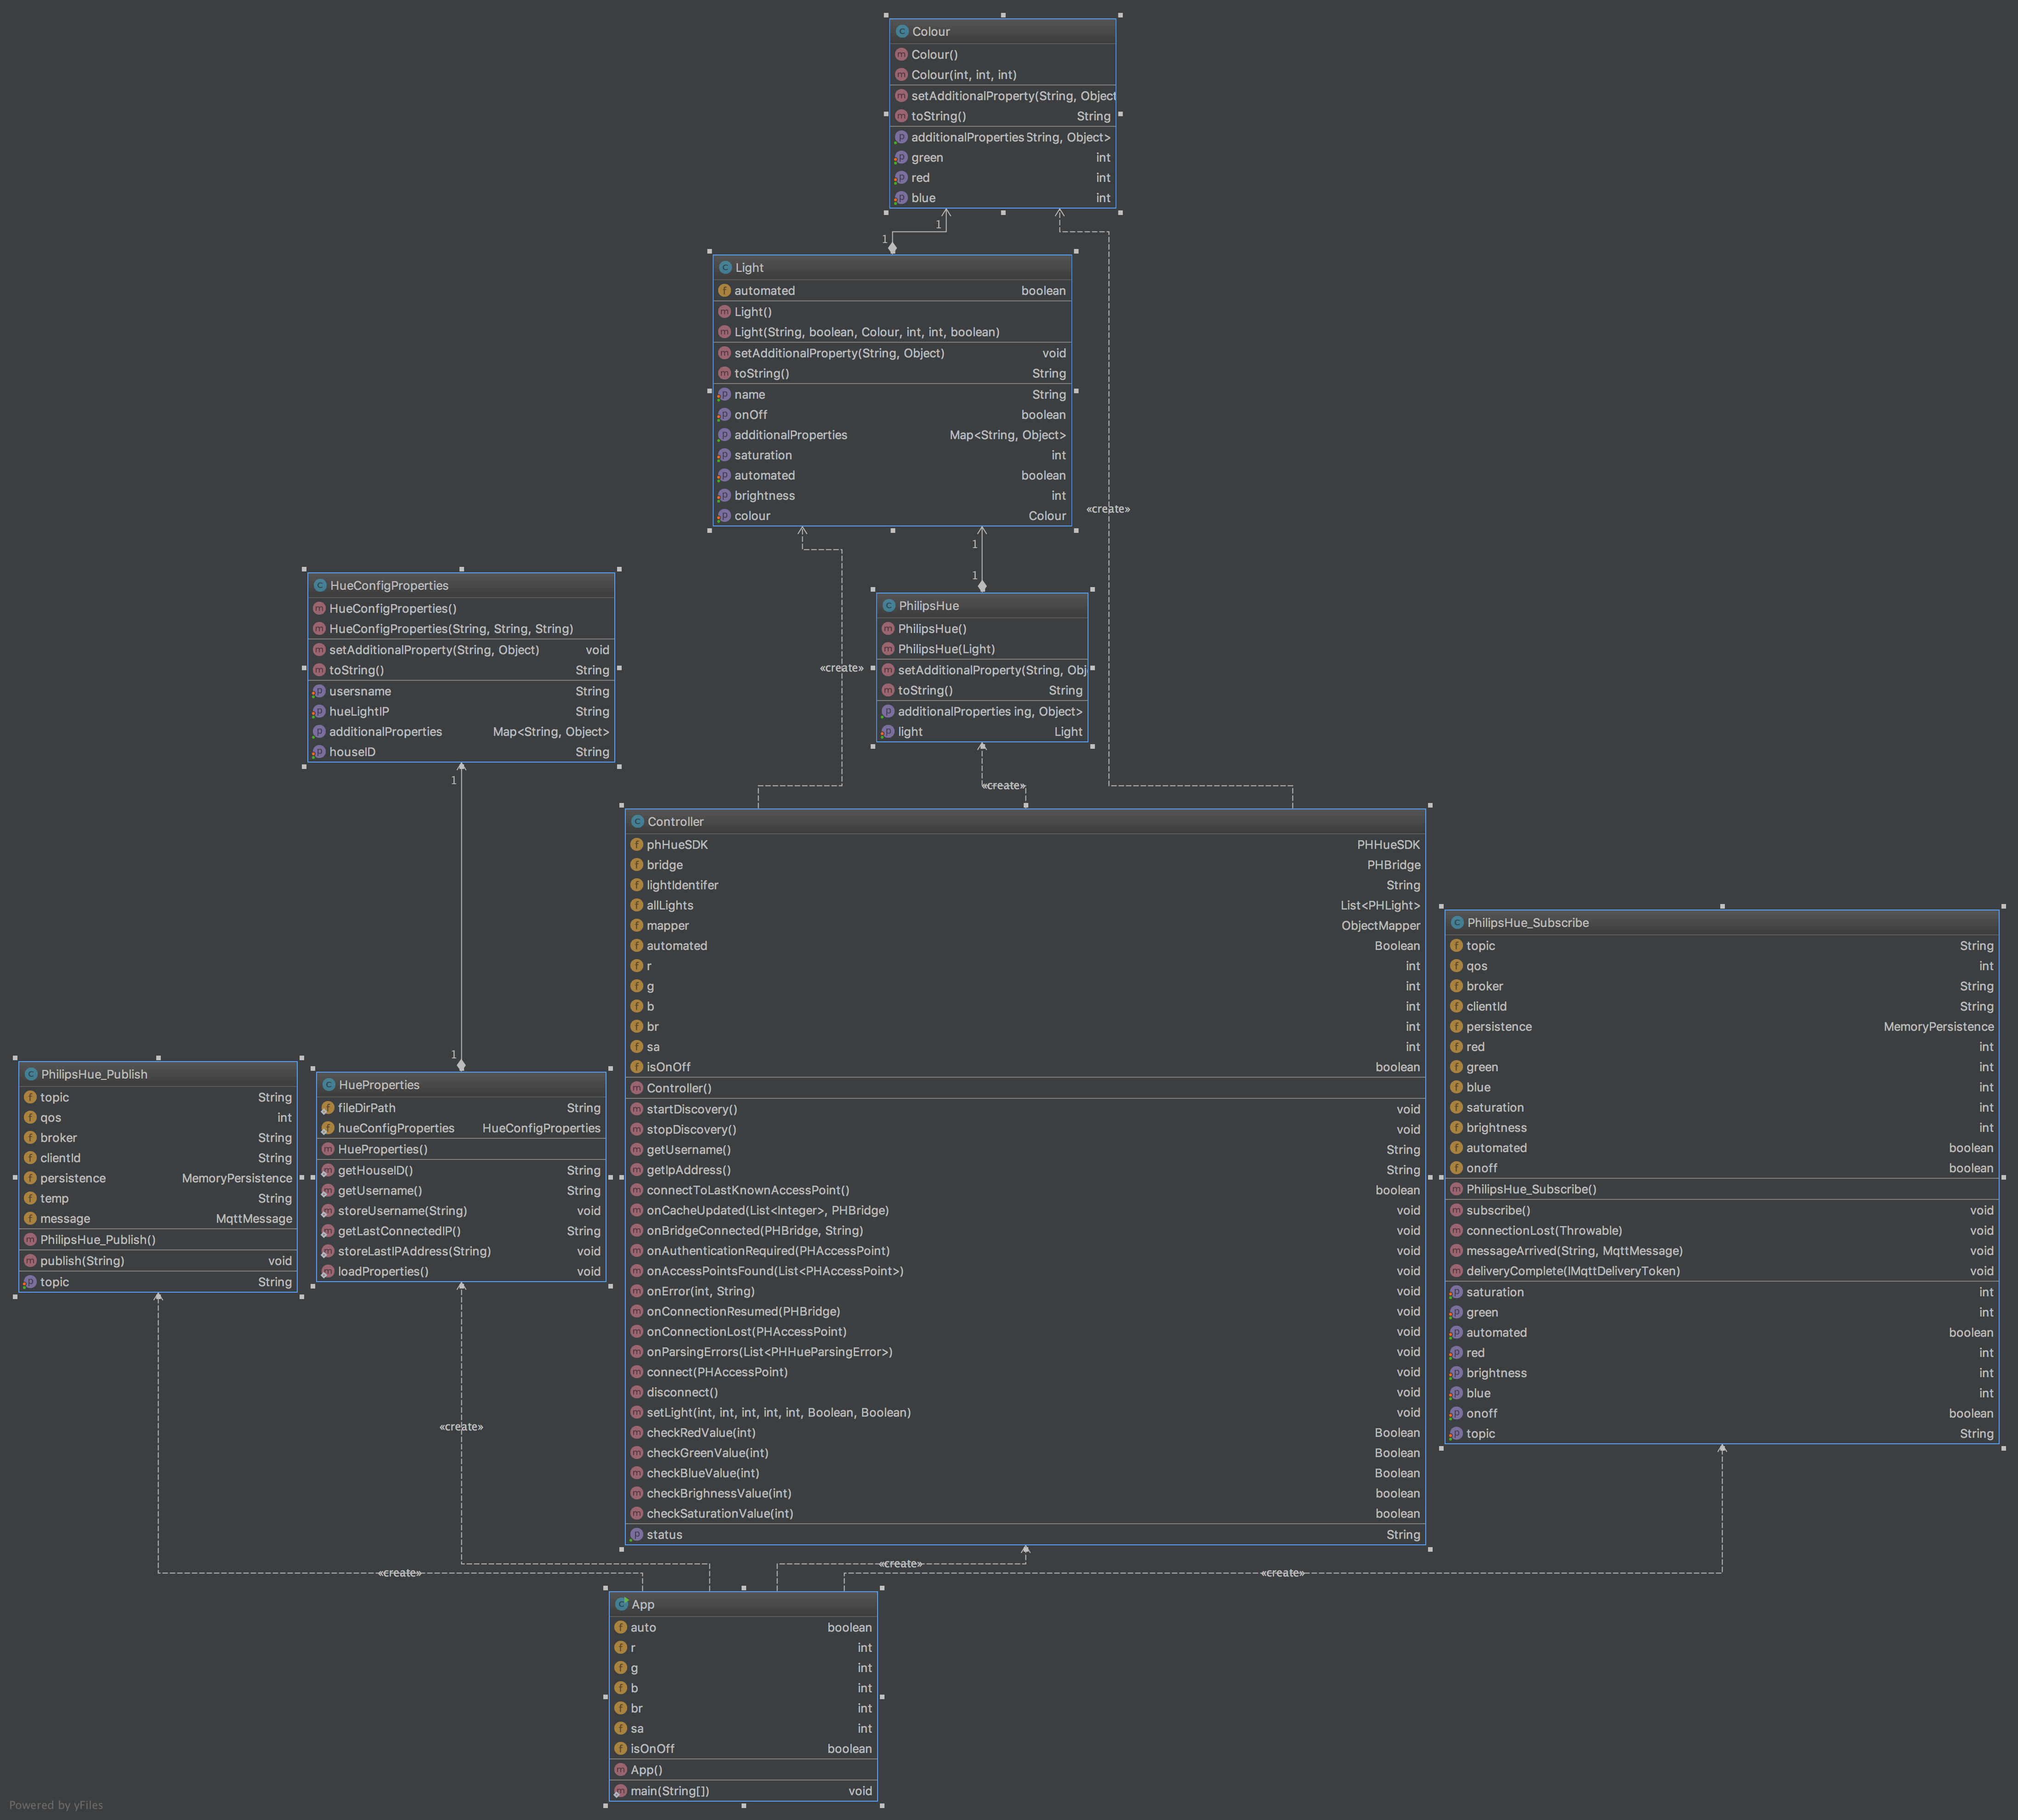 Colour
Colour()
Colour(int, int, int)
setAdditionalProperty(String, Object
toString() String
additionalProperties String, Object>
green int
red int
blue int
1
1
Light
automated boolean
Light()
Light(String, boolean, Colour, int, int, boolean)
setAdditionalProperty(String, Object) void
toString() String
name String
onOff boolean
additionalProperties Map<String, Object>
saturation int
automated boolean
brightness int
colour Colour
«create»
1
1
HueConfigProperties
HueConfigProperties()
HueConfigProperties(String, String, String)
setAdditionalProperty(String, Object) void
toString() String
usersname String
hueLightIP String
additionalProperties Map<String, Object>
houseID String
1
1
«create»
PhilipsHue
PhilipsHue()
PhilipsHue(Light)
setAdditionalProperty(String, Obj
toString() String
additionalProperties ing, Object>
light Light
«create»
Controller
phHueSDK PHHueSDK
bridge PHBridge
lightIdentifer String
allLights List<PHLight>
mapper ObjectMapper
automated Boolean
r int
g int
b int
br int
sa int
isOnOff boolean
Controller()
startDiscovery() void
stopDiscovery() void
getUsername() String
getIpAddress() String
connectToLastKnownAccessPoint() boolean
onCacheUpdated(List<Integer>, PHBridge) void
onBridgeConnected(PHBridge, String) void
onAuthenticationRequired(PHAccessPoint) void
onAccessPointsFound(List<PHAccessPoint>) void
onError(int, String) void
onConnectionResumed(PHBridge) void
onConnectionLost(PHAccessPoint) void
onParsingErrors(List<PHHueParsingError>) void
connect(PHAccessPoint) void
disconnect() void
setLight(int, int, int, int, int, Boolean, Boolean) void
checkRedValue(int) Boolean
checkGreenValue(int) Boolean
checkBlueValue(int) Boolean
checkBrighnessValue(int) boolean
checkSaturationValue(int) boolean
status String
PhilipsHue_Subscribe
topic String
qos int
broker String
clientId String
persistence MemoryPersistence
red int
green int
blue int
saturation int
brightness int
automated boolean
onoff boolean
PhilipsHue_Subscribe()
subscribe() void
connectionLost(Throwable) void
messageArrived(String, MqttMessage) void
deliveryComplete(IMqttDeliveryToken) void
saturation int
green int
automated boolean
red int
brightness int
blue int
onoff boolean
topic String
PhilipsHue_Publish
topic String
qos int
broker String
clientId String
persistence MemoryPersistence
temp String
message MqttMessage
PhilipsHue_Publish()
publish(String) void
topic String
HueProperties
fileDirPath String
hueConfigProperties HueConfigProperties
HueProperties()
getHouseID() String
getUsername() String
storeUsername(String) void
getLastConnectedIP() String
storeLastIPAddress(String) void
loadProperties() void
«create»
«create»
«create»
«create»
App
auto boolean
r int
g int
b int
br int
sa int
isOnOff boolean
App()
main(String[]) void
Powered by yFiles